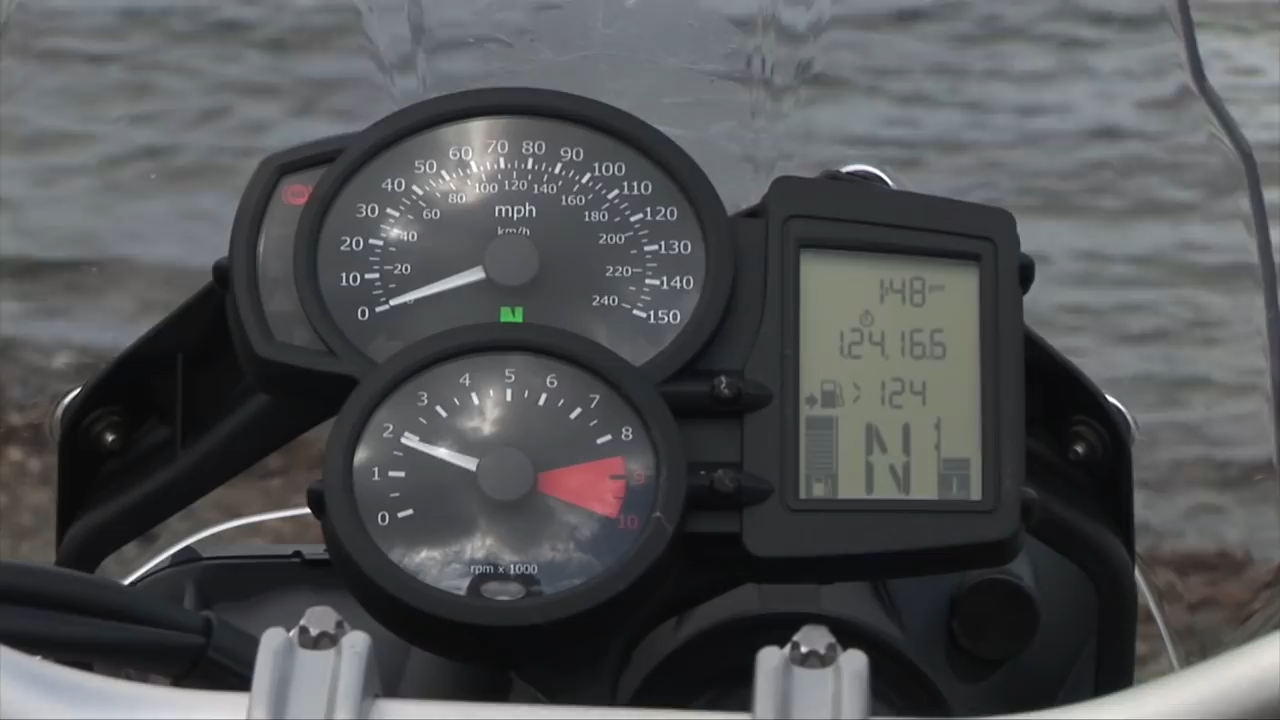 0 10 20 30 40 50 60 70 80 90 100 110 120 130 140 150
20 40 60 80 100 120 140 160 180 200 220 240
mph
km/h
N
0 1 2 3 4 5 6 7 8 9 10
rpm x 1000
1:48 pm
124,166
> 124
N